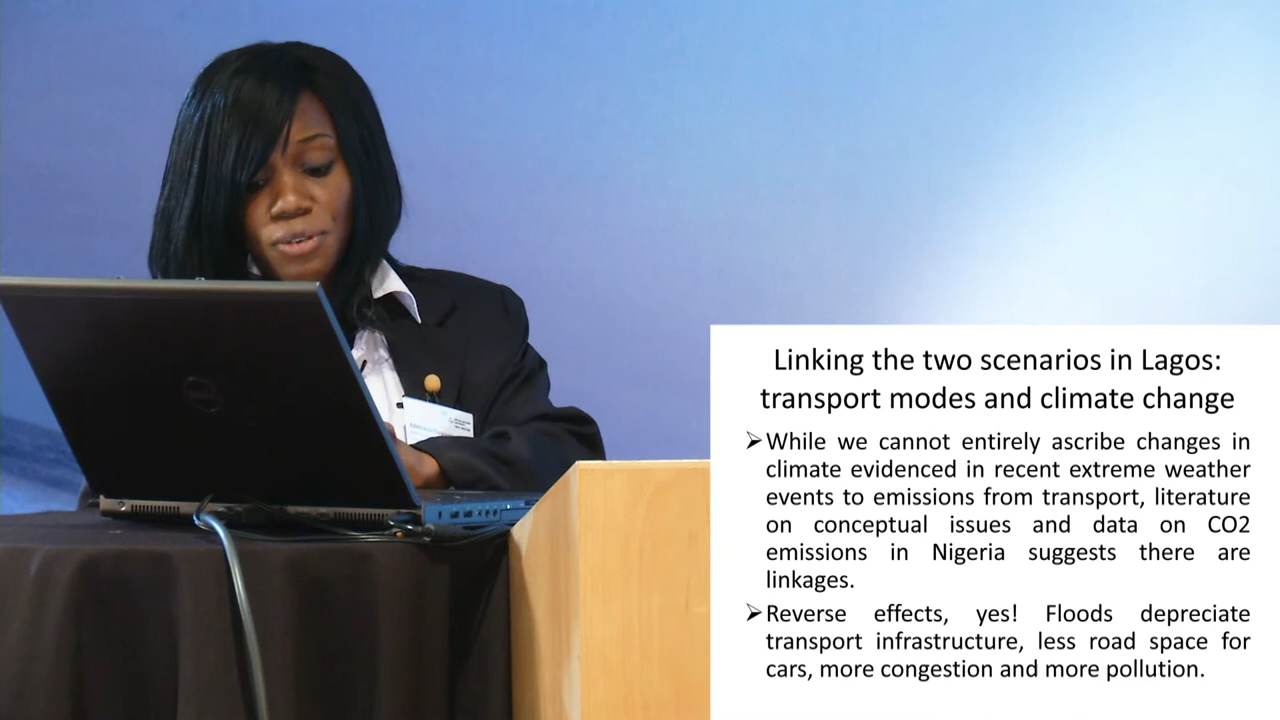 Linking the two scenarios in Lagos:
transport modes and climate change
➢While we cannot entirely ascribe changes in
climate evidenced in recent extreme weather
events to emissions from transport, literature
on conceptual issues and data on CO2
emissions in Nigeria suggests there are
linkages.
➢Reverse effects, yes! Floods depreciate
transport infrastructure, less road space for
cars, more congestion and more pollution.